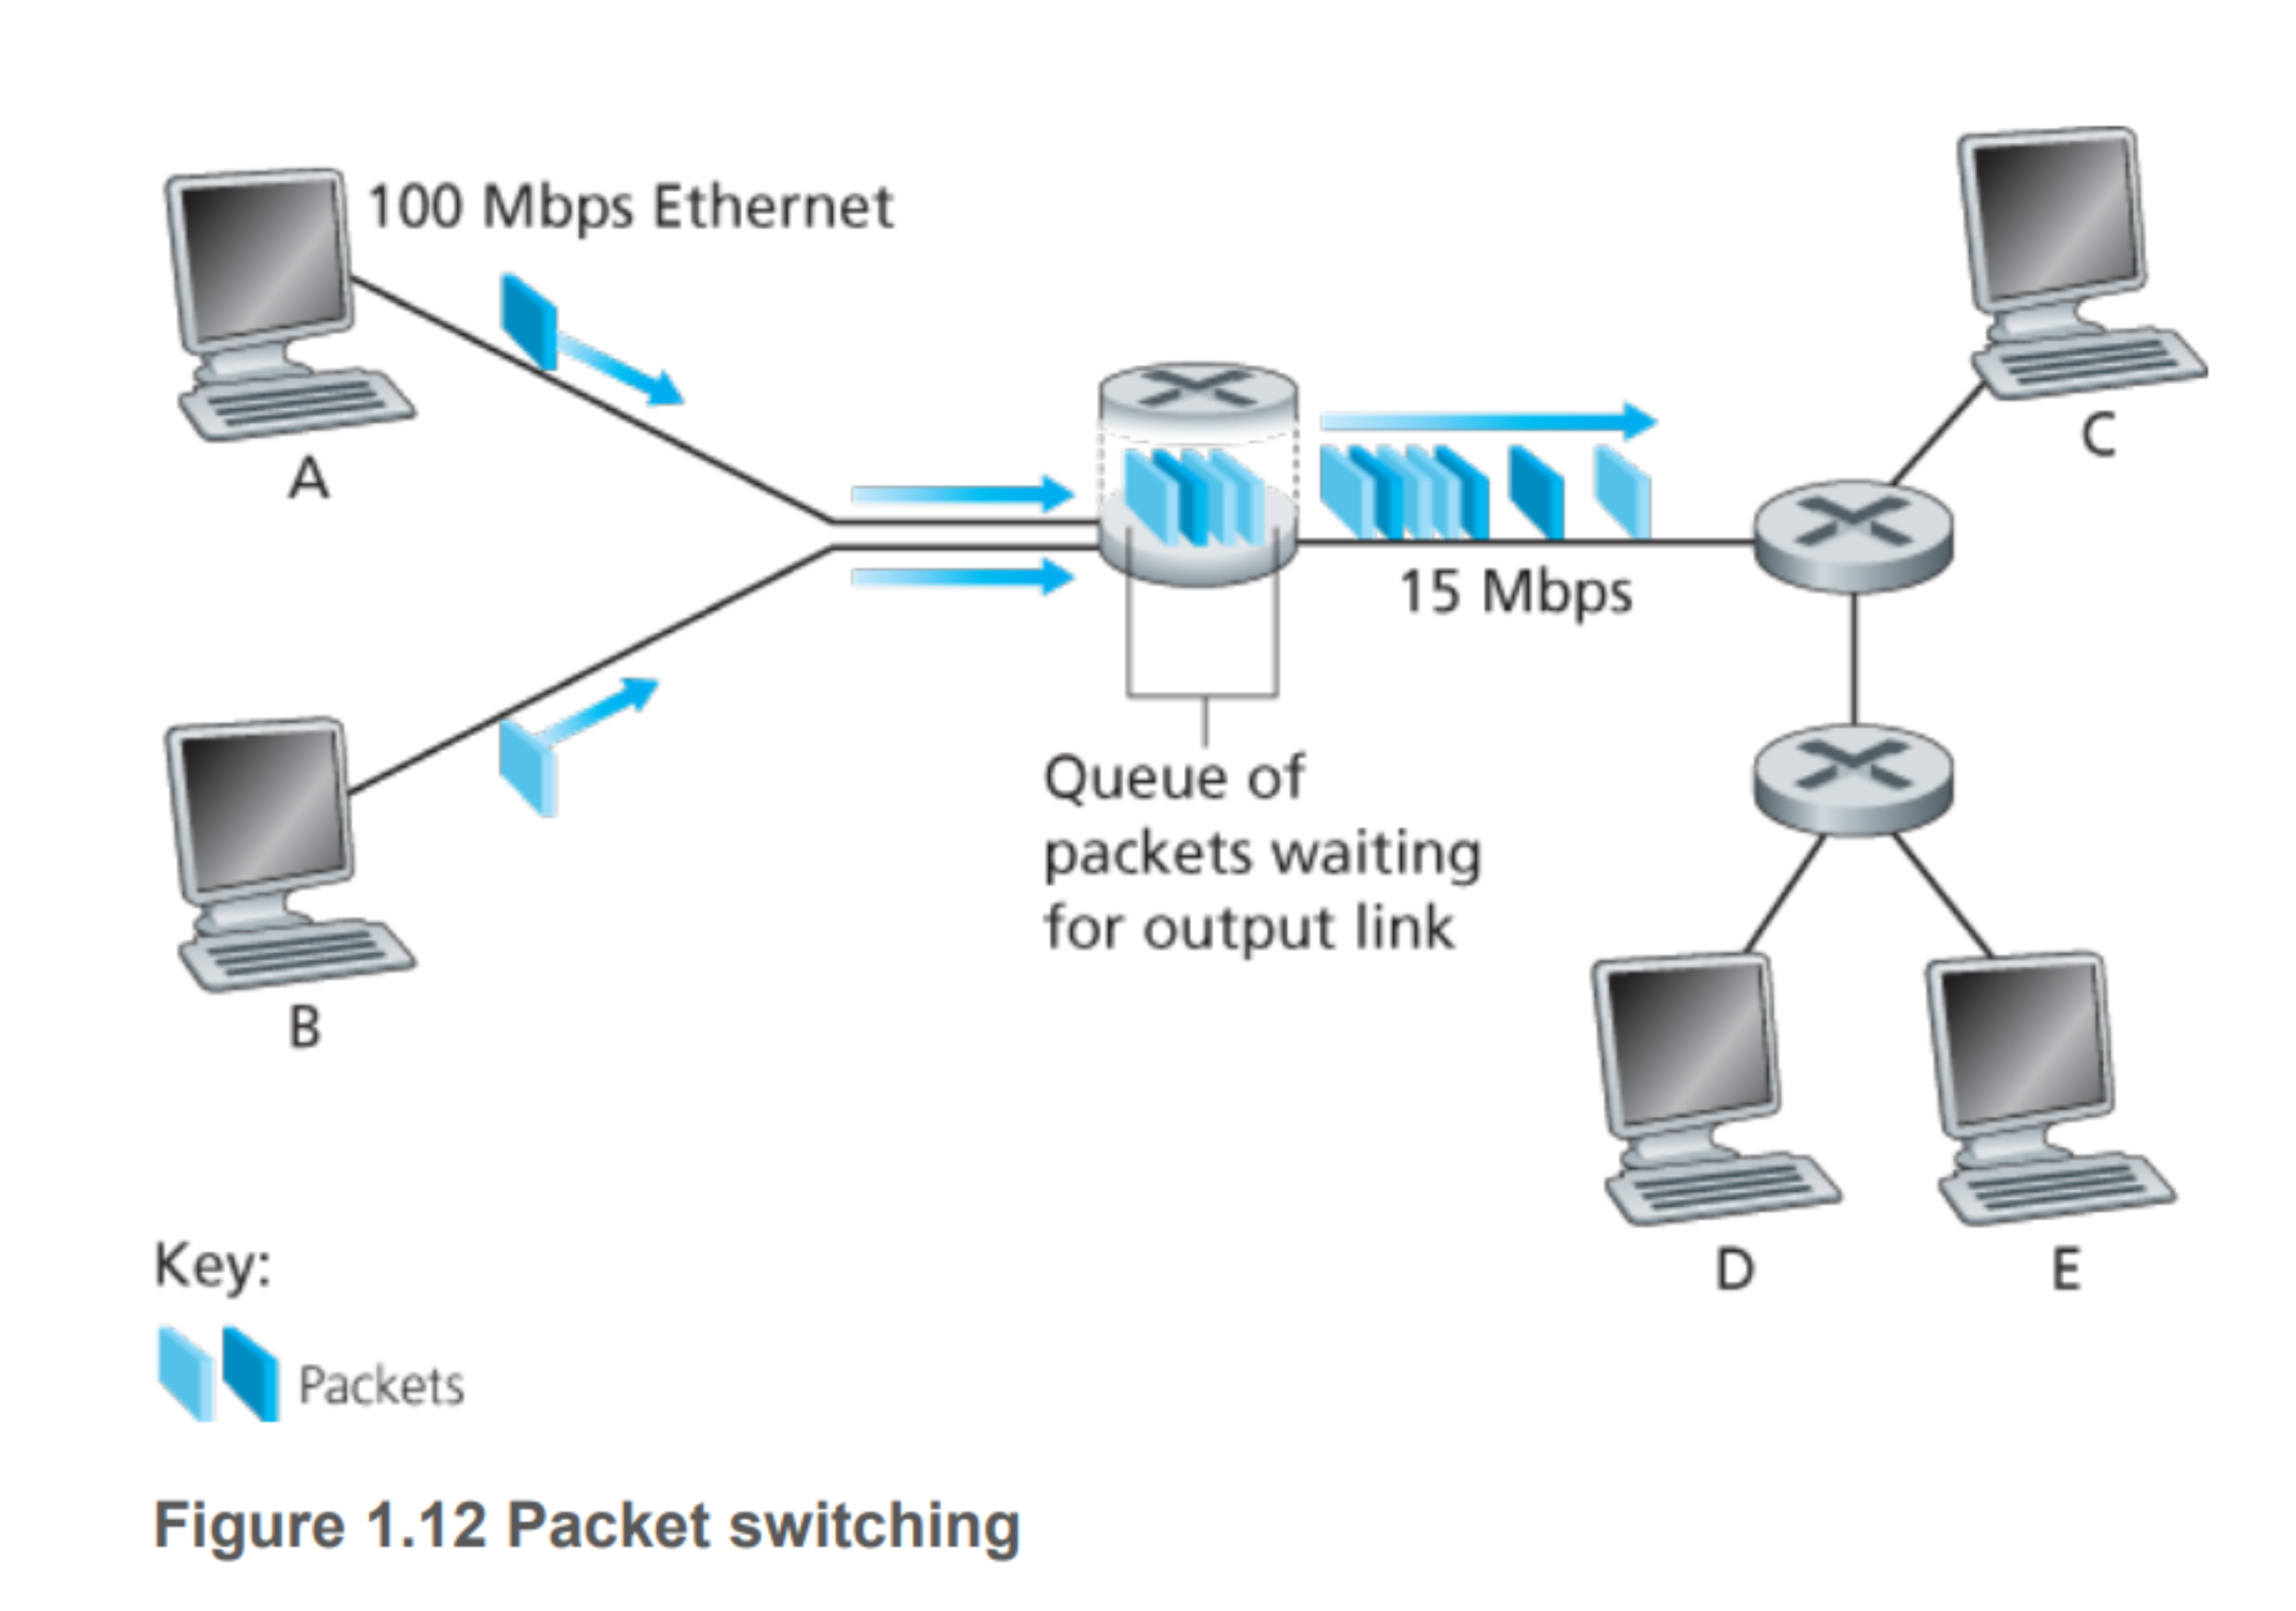 100 Mbps Ethernet
A
C
15 Mbps
B
Queue of
packets waiting
for output link
D
E
Key:
Packets
Figure 1.12 Packet switching